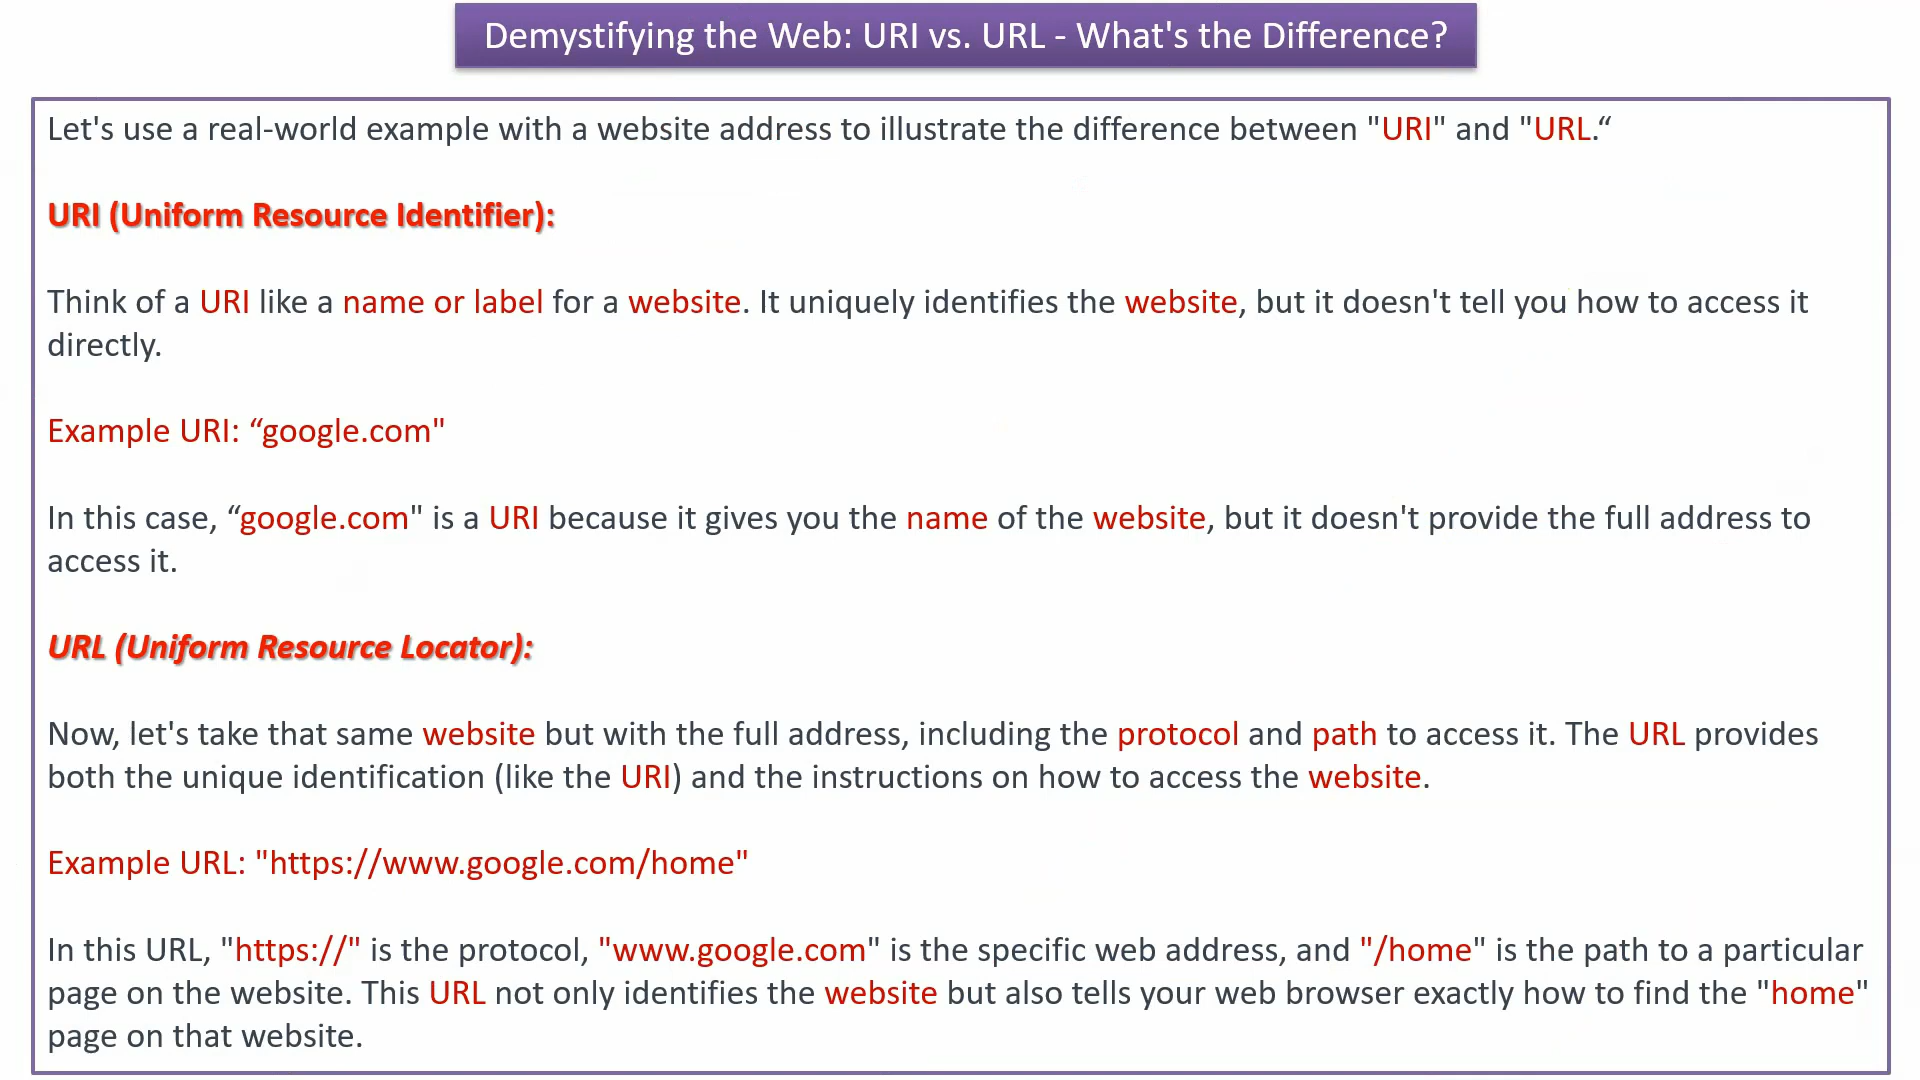 Demystifying the Web: URI vs. URL - What's the Difference?
Let's use a real-world example with a website address to illustrate the difference between "URI" and "URL.“
URI (Uniform Resource Identifier):
Think of a URI like a name or label for a website. It uniquely identifies the website, but it doesn't tell you how to access it
directly.
Example URI: “google.com"
In this case, “google.com" is a URI because it gives you the name of the website, but it doesn't provide the full address to
access it.
URL (Uniform Resource Locator):
Now, let's take that same website but with the full address, including the protocol and path to access it. The URL provides
both the unique identification (like the URI) and the instructions on how to access the website.
Example URL: "https://www.google.com/home"
In this URL, "https://" is the protocol, "www.google.com" is the specific web address, and "/home" is the path to a particular
page on the website. This URL not only identifies the website but also tells your web browser exactly how to find the "home"
page on that website.